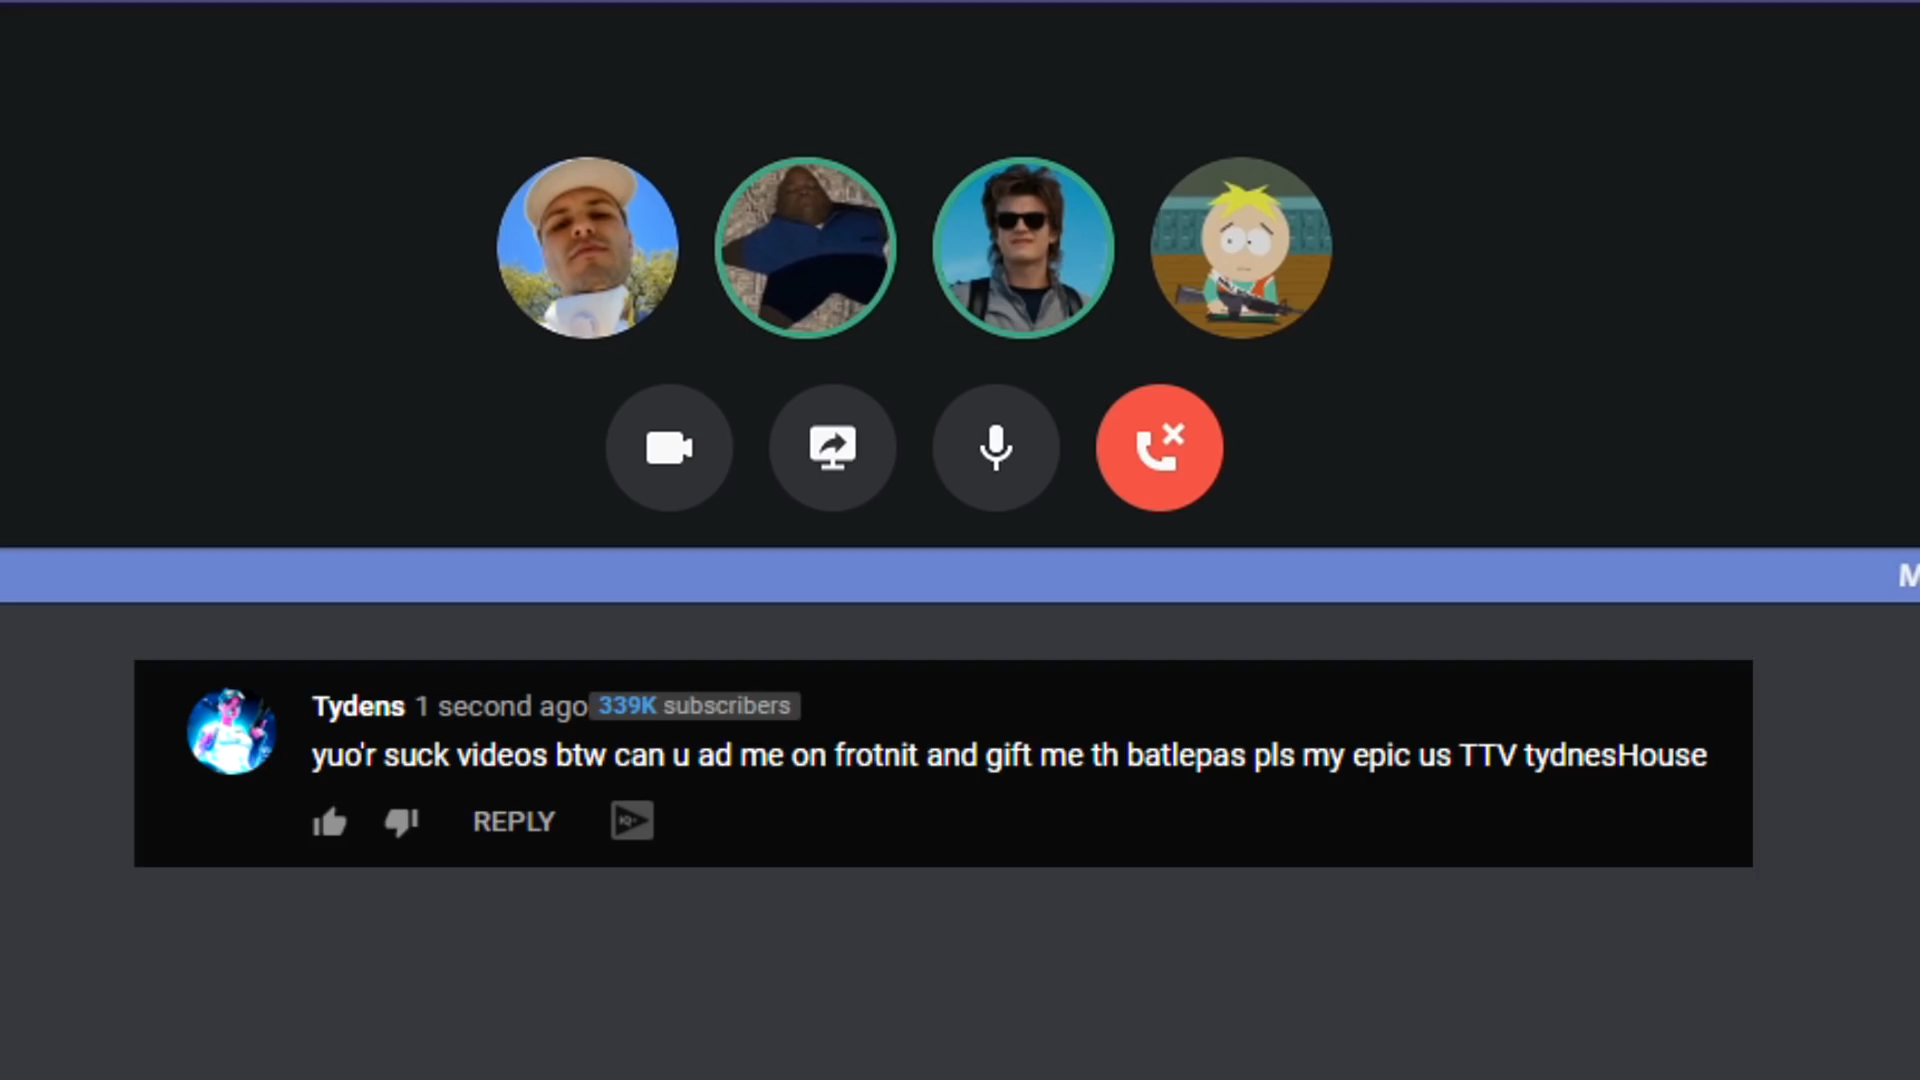 M
Tydens 1 second ago 339K subscribers
yuo'r suck videos btw can u ad me on frotnit and gift me th batlepas pls my epic us TTV tydnesHouse
REPLY